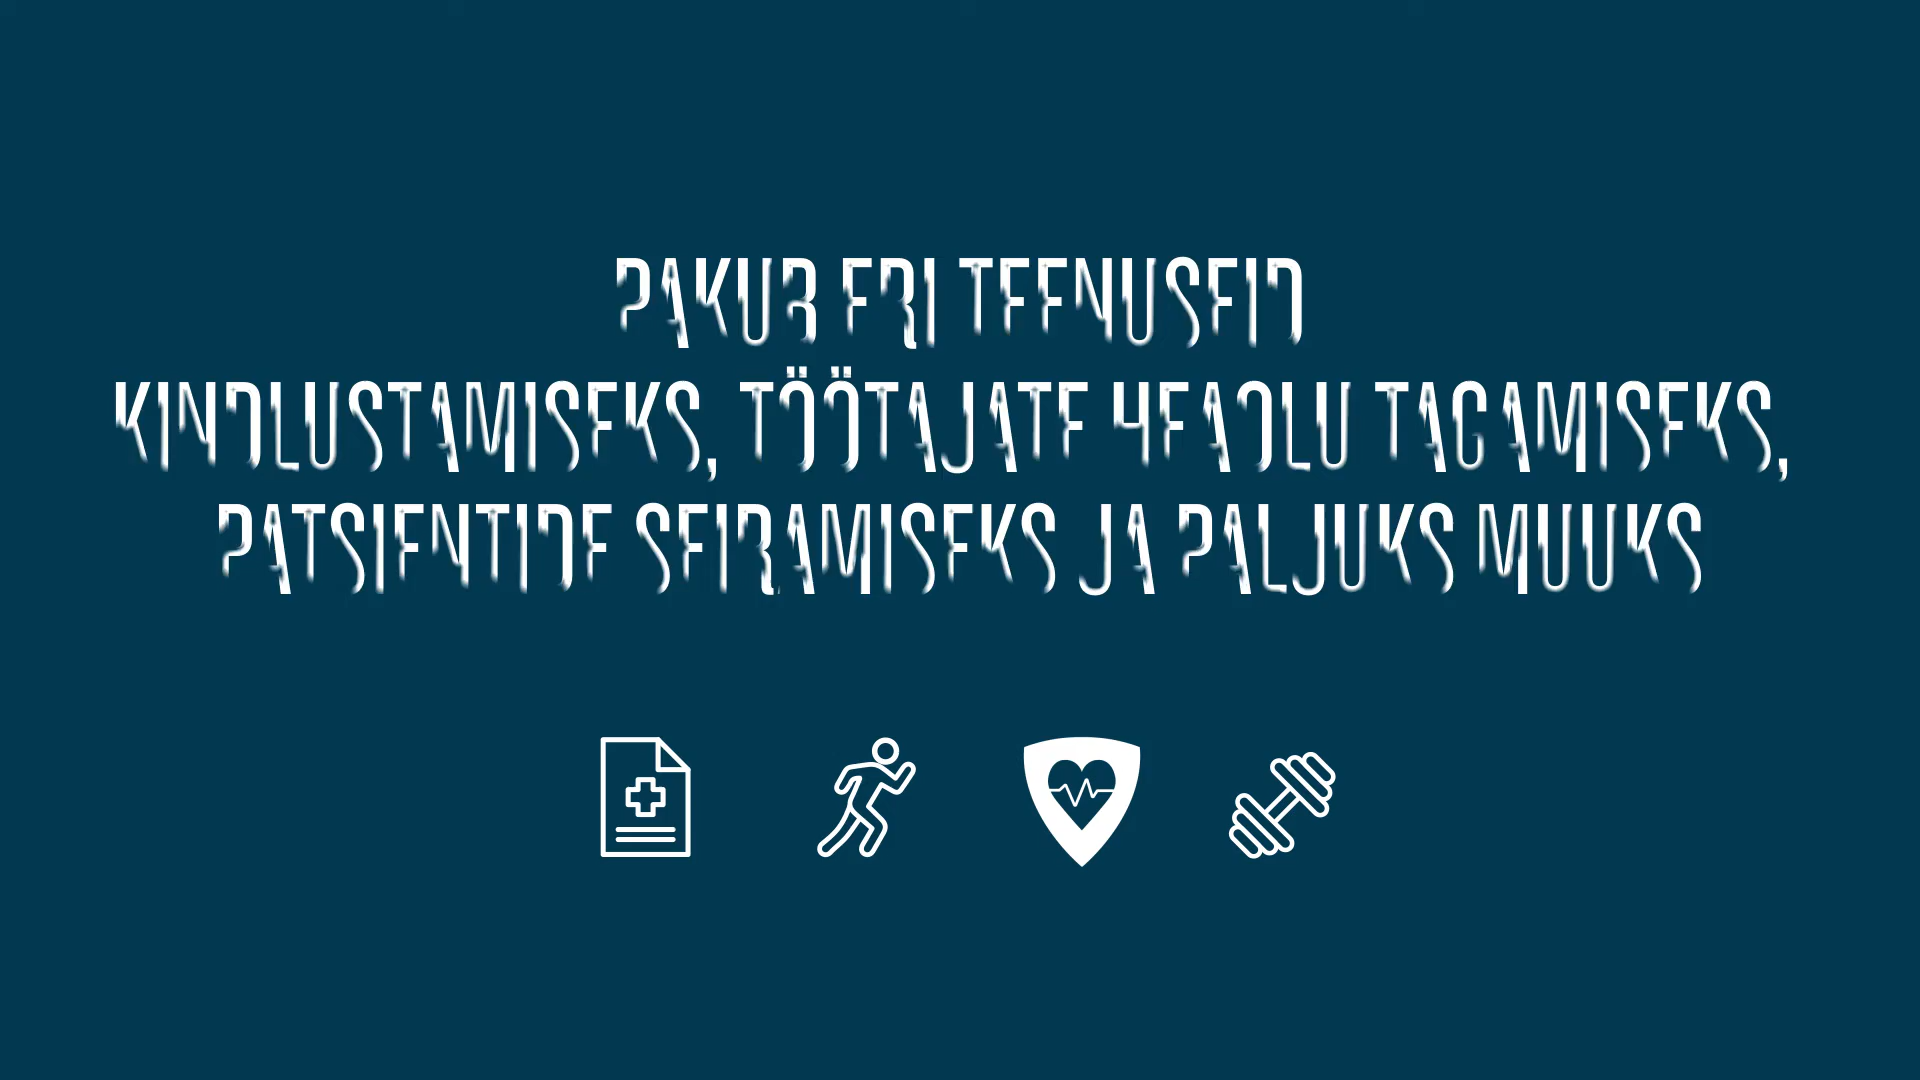 PAKUB ERI TEENUSEID
KINDLUSTAMISEKS, TÖÖTAJATE HEAOLU TAGAMISEKS,
PATSIENTIDE SEIRAMISEKS JA PALJUKS MUUKS